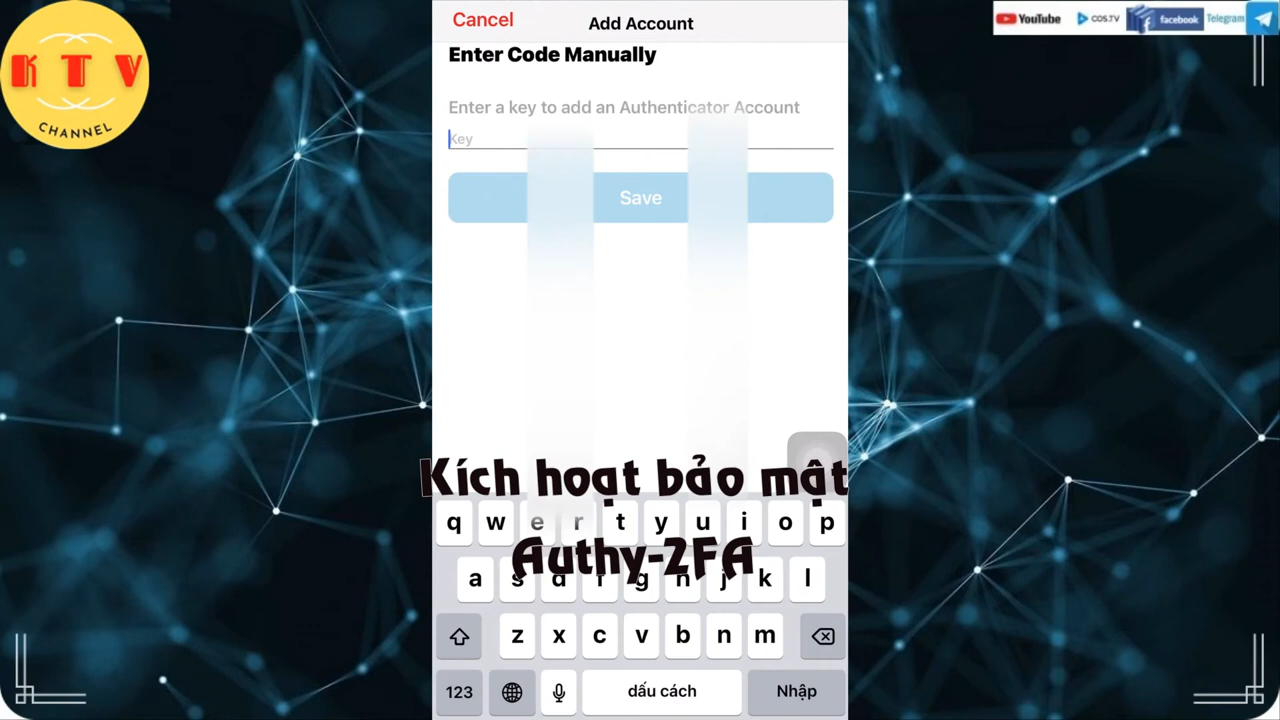 K T V
CHANNEL
YouTube
COS.TV
facebook
Telegram
Cancel
Add Account
Enter Code Manually
Enter a key to add an Authenticator Account
Key
Save
Kích hoạt bảo mật
q w e r t y u i o p
Authy-2FA
a s d f g h j k l
z x c v b n m
123
dấu cách
Nhập